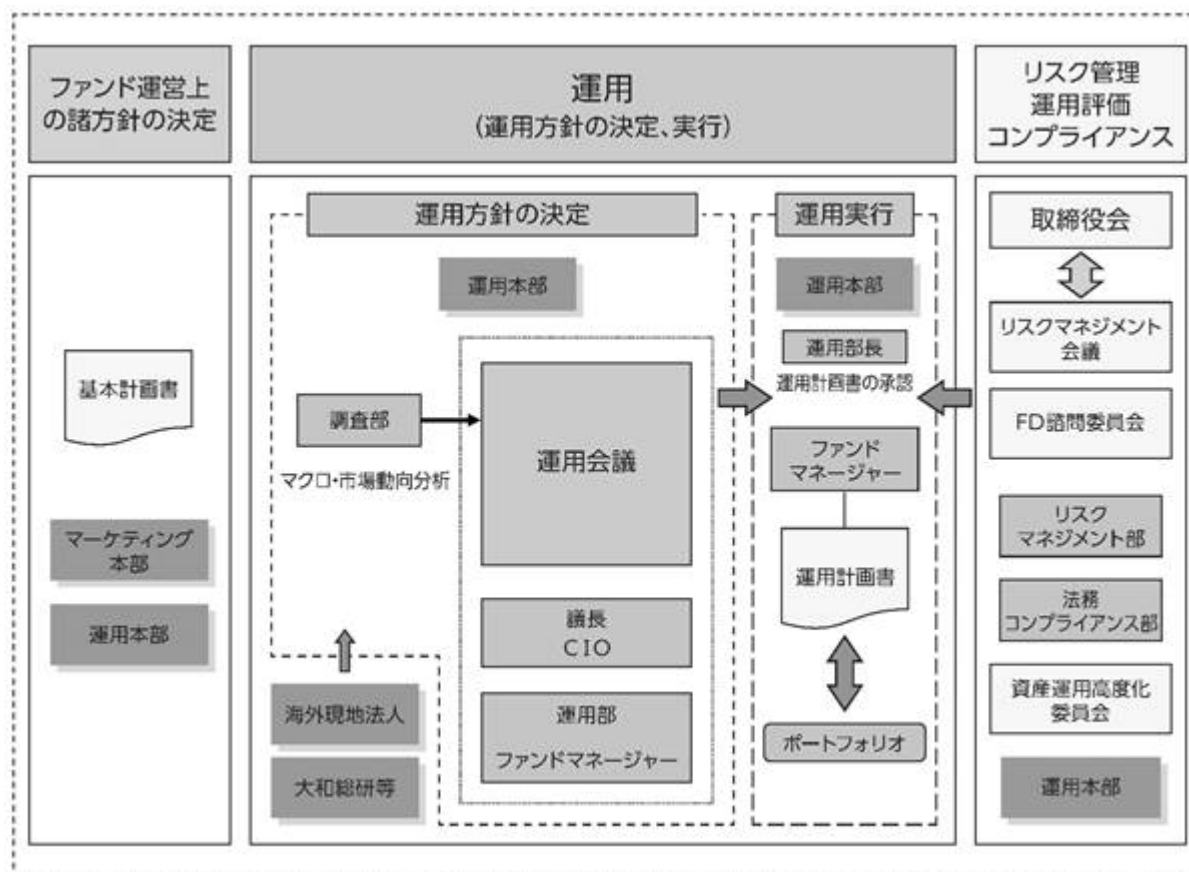 ファンド運営上
の諸方針の決定
運用
(運用方針の決定、実行)
リスク管理
運用評価
コンプライアンス
基本計画書
マーケティング
本部
運用本部
運用方針の決定
運用本部
調査部
マクロ・市場動向分析
運用会議
議長
CIO
運用部
ファンドマネージャー
海外現地法人
大和総研等
運用実行
運用本部
運用部長
運用計画書の承認
ファンド
マネージャー
運用計画書
ポートフォリオ
取締役会
リスクマネジメント
会議
FD諮問委員会
リスク
マネジメント部
法務
コンプライアンス部
資産運用高度化
委員会
運用本部